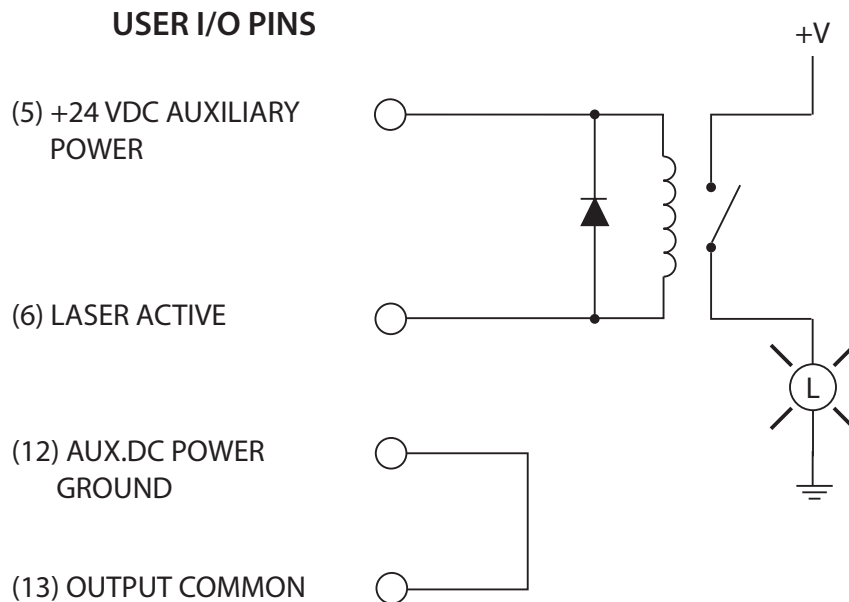 USER I/O PINS
+V
(5) +24 VDC AUXILIARY
POWER
(6) LASER ACTIVE
L
(12) AUX.DC POWER
GROUND
(13) OUTPUT COMMON